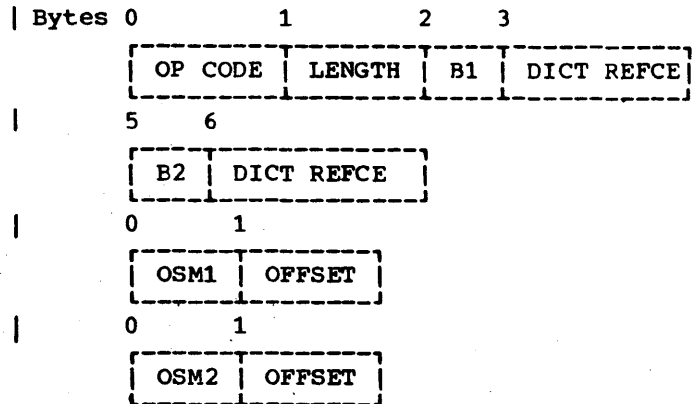 | Bytes 0 1 2 3
| OP CODE | LENGTH | B1 | DICT REFCE|
| 5 6
| B2 | DICT REFCE |
| 0 1
| OSM1 | OFFSET |
| 0 1
| OSM2 | OFFSET |